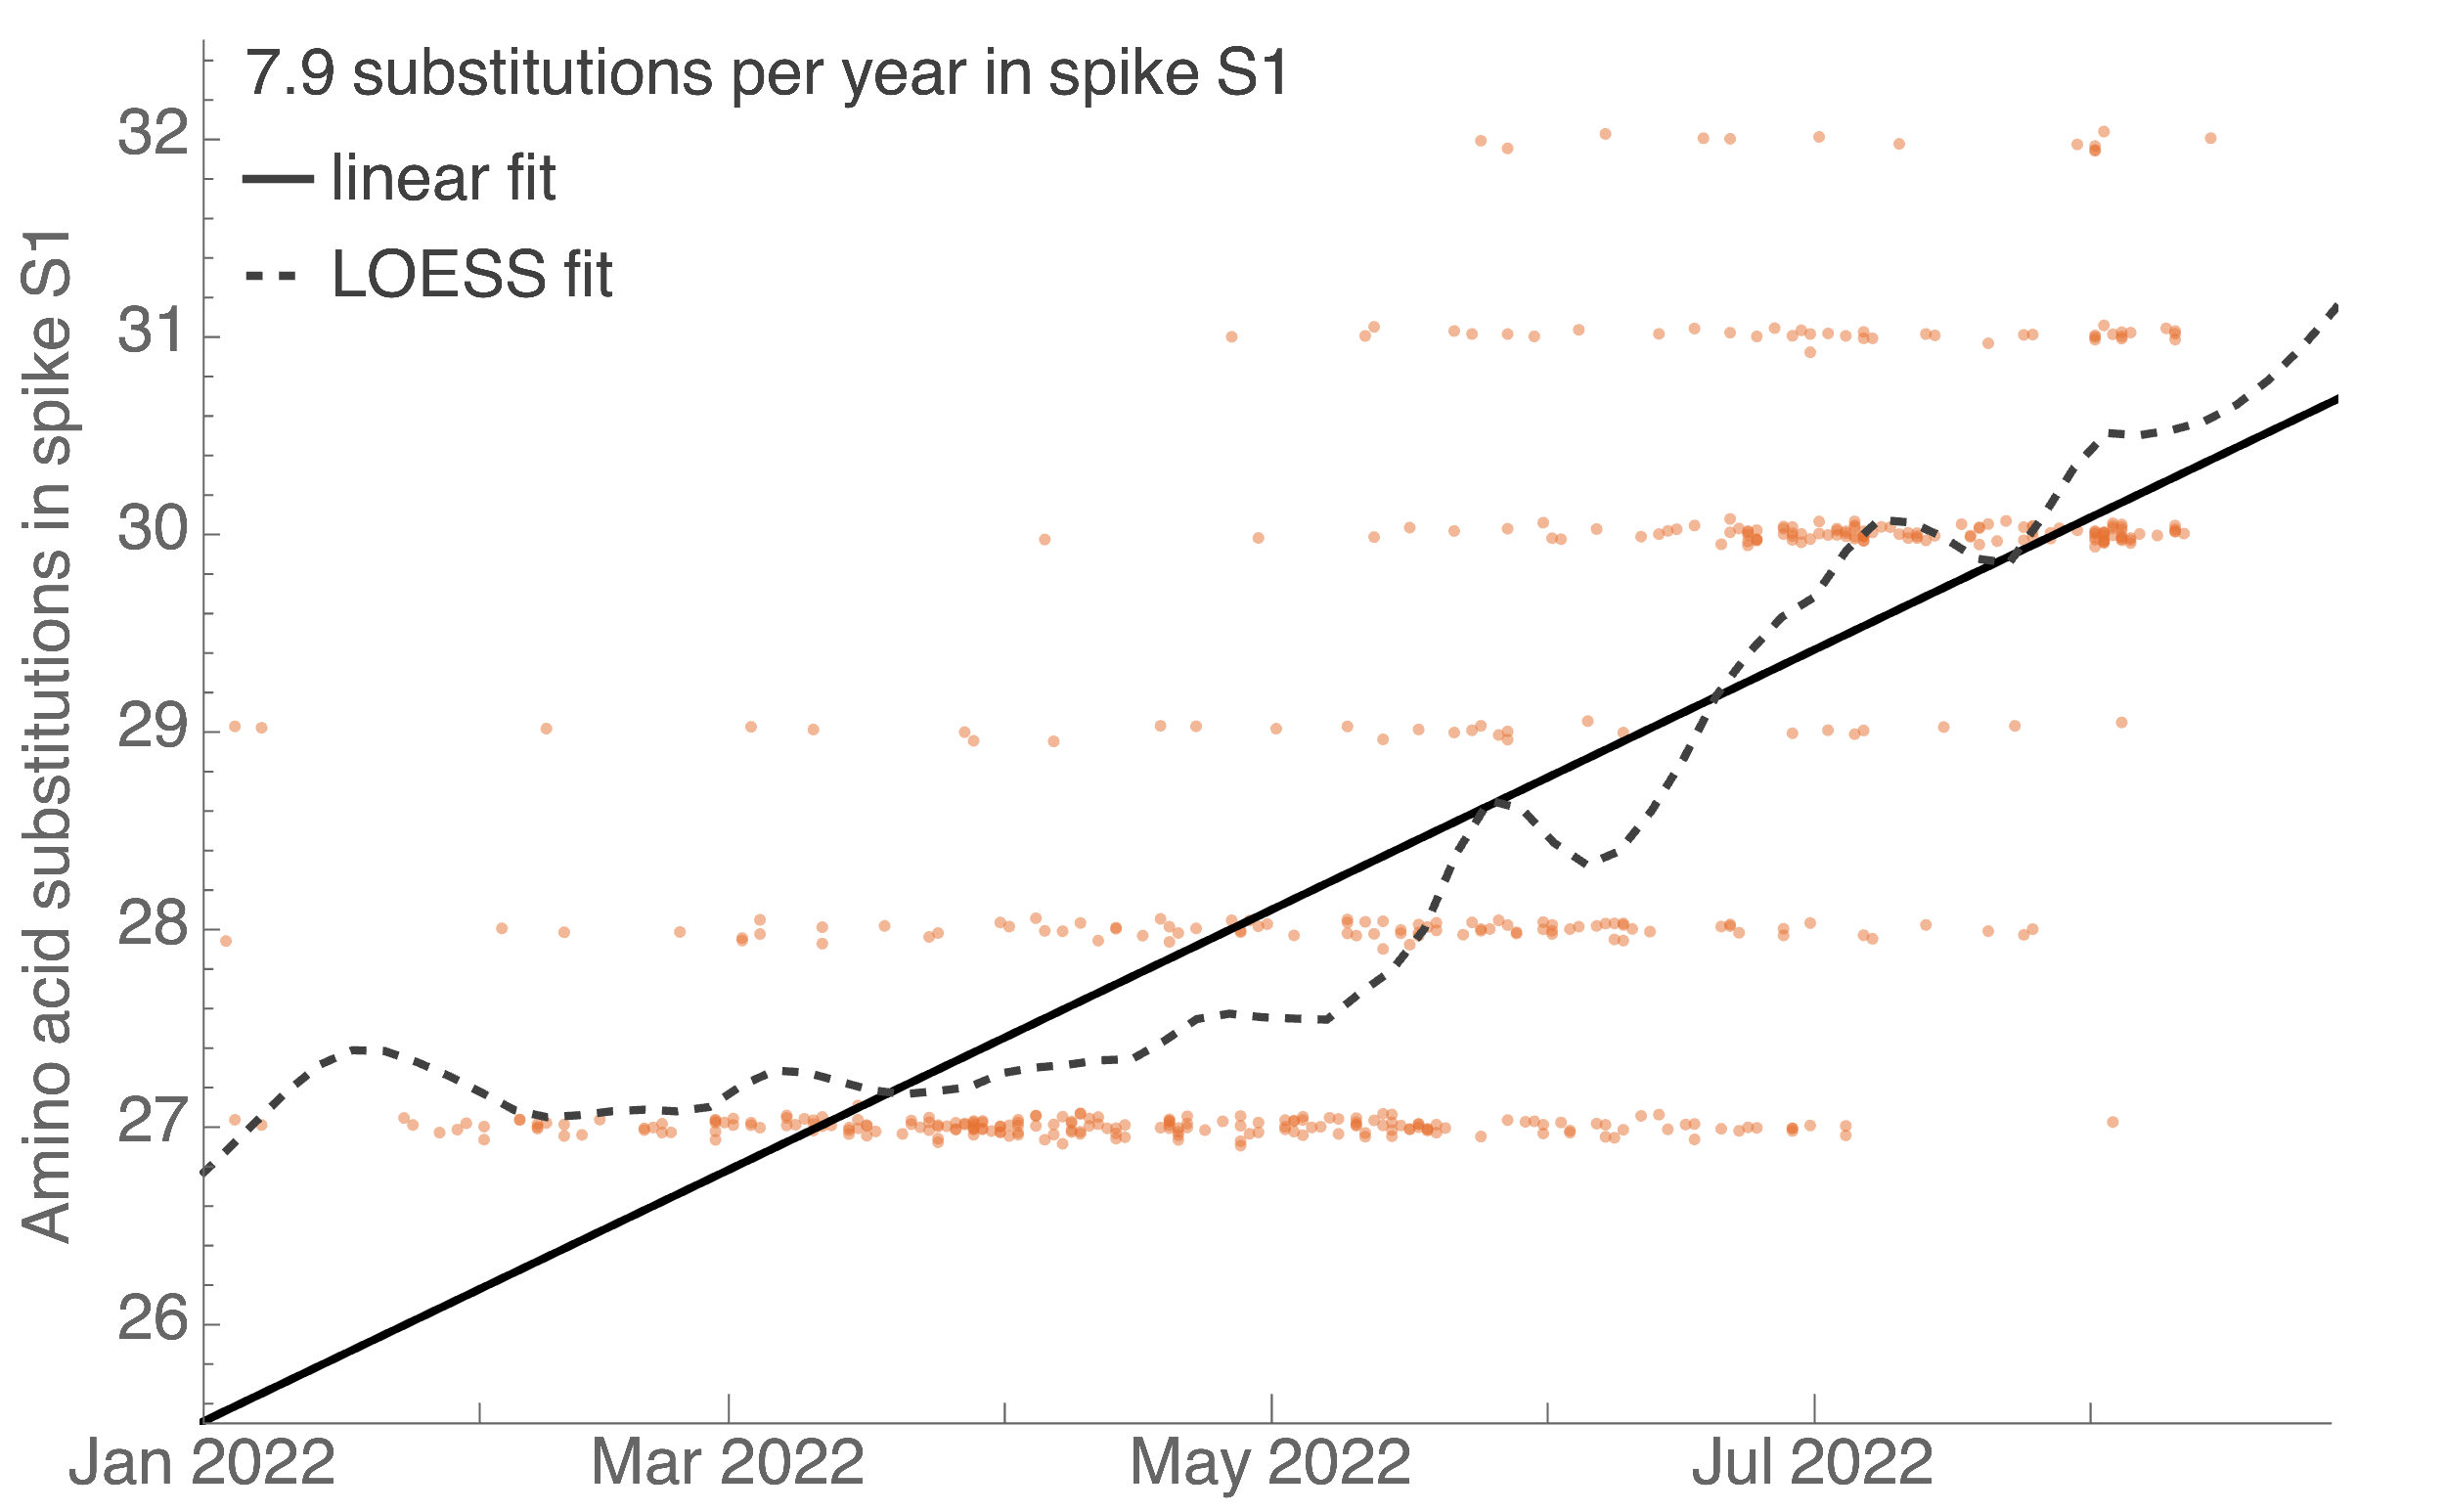 7.9 substitutions per year in spike S1
linear fit
LOESS fit
Amino acid substitutions in spike S1
32
31
30
29
28
27
26
Jan 2022
Mar 2022
May 2022
Jul 2022